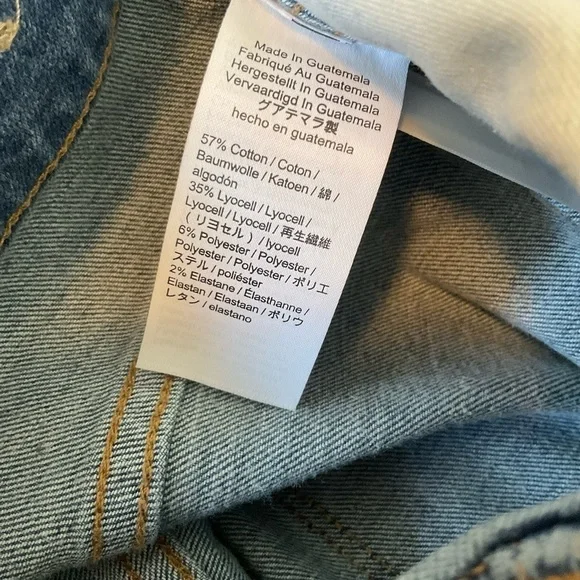 Made In Guatemala
Fabriqué Au Guatemala
Hergestellt In Guatemala
Vervaardigd In Guatemala
グアテマラ製
hecho en guatemala
57% Cotton / Coton /
Baumwolle / Katoen / 綿 /
algodón
35% Lyocell / Lyocell /
Lyocell / Lyocell / 再生繊維
( リヨセル ) / lyocell
6% Polyester / Polyester /
Polyester / Polyester / ポリエ
ステル / poliéster
2% Elastane / Élasthanne /
Elastan / Elastaan / ポリウ
レタン / elastano